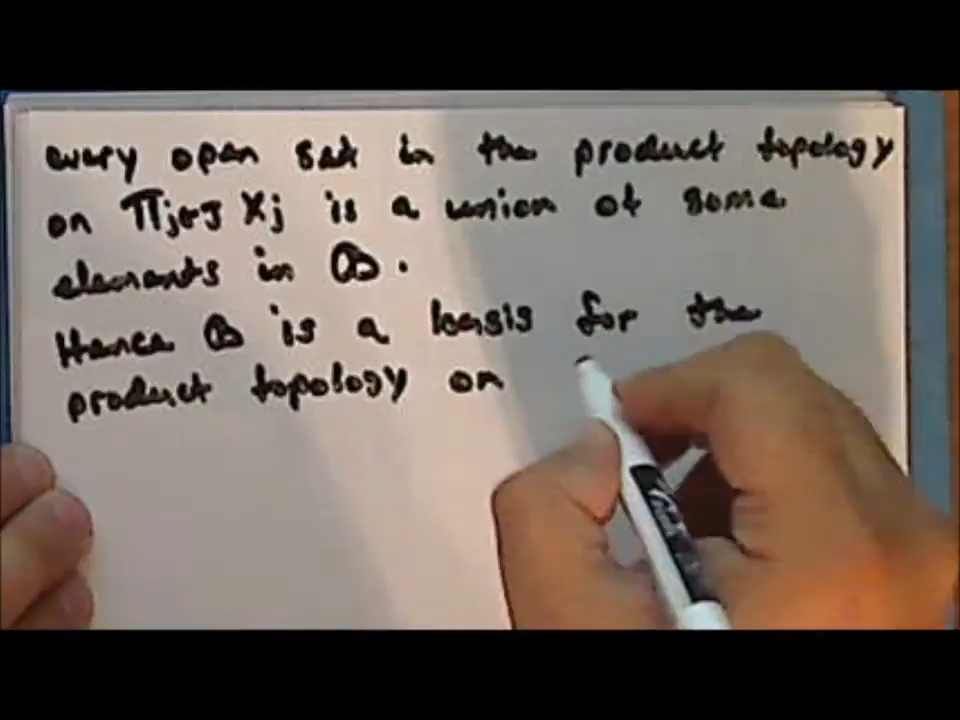 every open set in the product topology
on Πj∈J Xj is a union of some
elements in B.
Hence B is a basis for the
product topology on